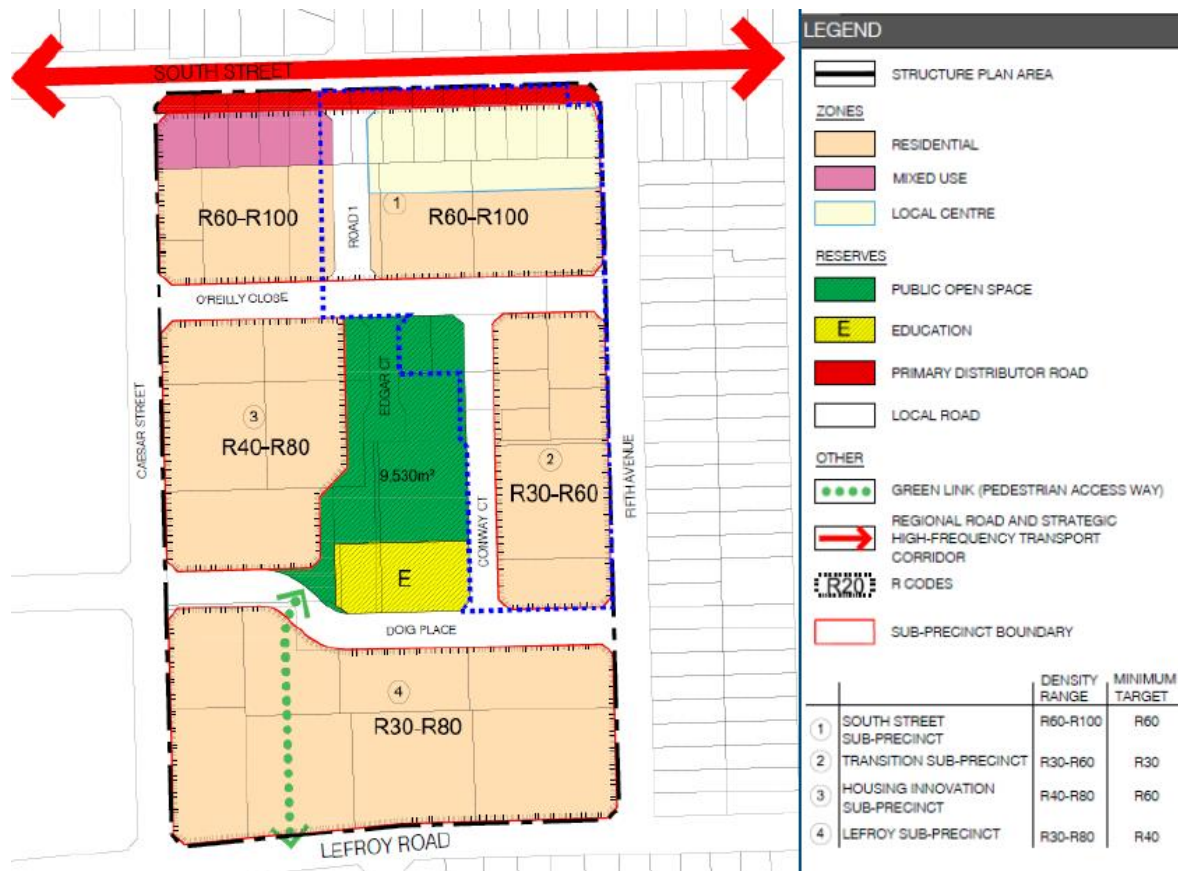 SOUTH STREET
R60-R100
ROAD 1
1
R60-R100
O'REILLY CLOSE
CAESAR STREET
3
R40-R80
EDGAR CT
9,530m²
CONWAY CT
2
R30-R60
FIFTH AVENUE
E
DOIG PLACE
4
R30-R80
LEFROY ROAD
LEGEND
STRUCTURE PLAN AREA
ZONES
RESIDENTIAL
MIXED USE
LOCAL CENTRE
RESERVES
PUBLIC OPEN SPACE
E EDUCATION
PRIMARY DISTRIBUTOR ROAD
LOCAL ROAD
OTHER
GREEN LINK (PEDESTRIAN ACCESS WAY)
REGIONAL ROAD AND STRATEGIC
HIGH-FREQUENCY TRANSPORT
CORRIDOR
R20 R CODES
SUB-PRECINCT BOUNDARY
DENSITY MINIMUM
RANGE TARGET
1 SOUTH STREET R60-R100 R60
SUB-PRECINCT
2 TRANSITION SUB-PRECINCT R30-R60 R30
3 HOUSING INNOVATION R40-R80 R60
SUB-PRECINCT
4 LEFROY SUB-PRECINCT R30-R80 R40